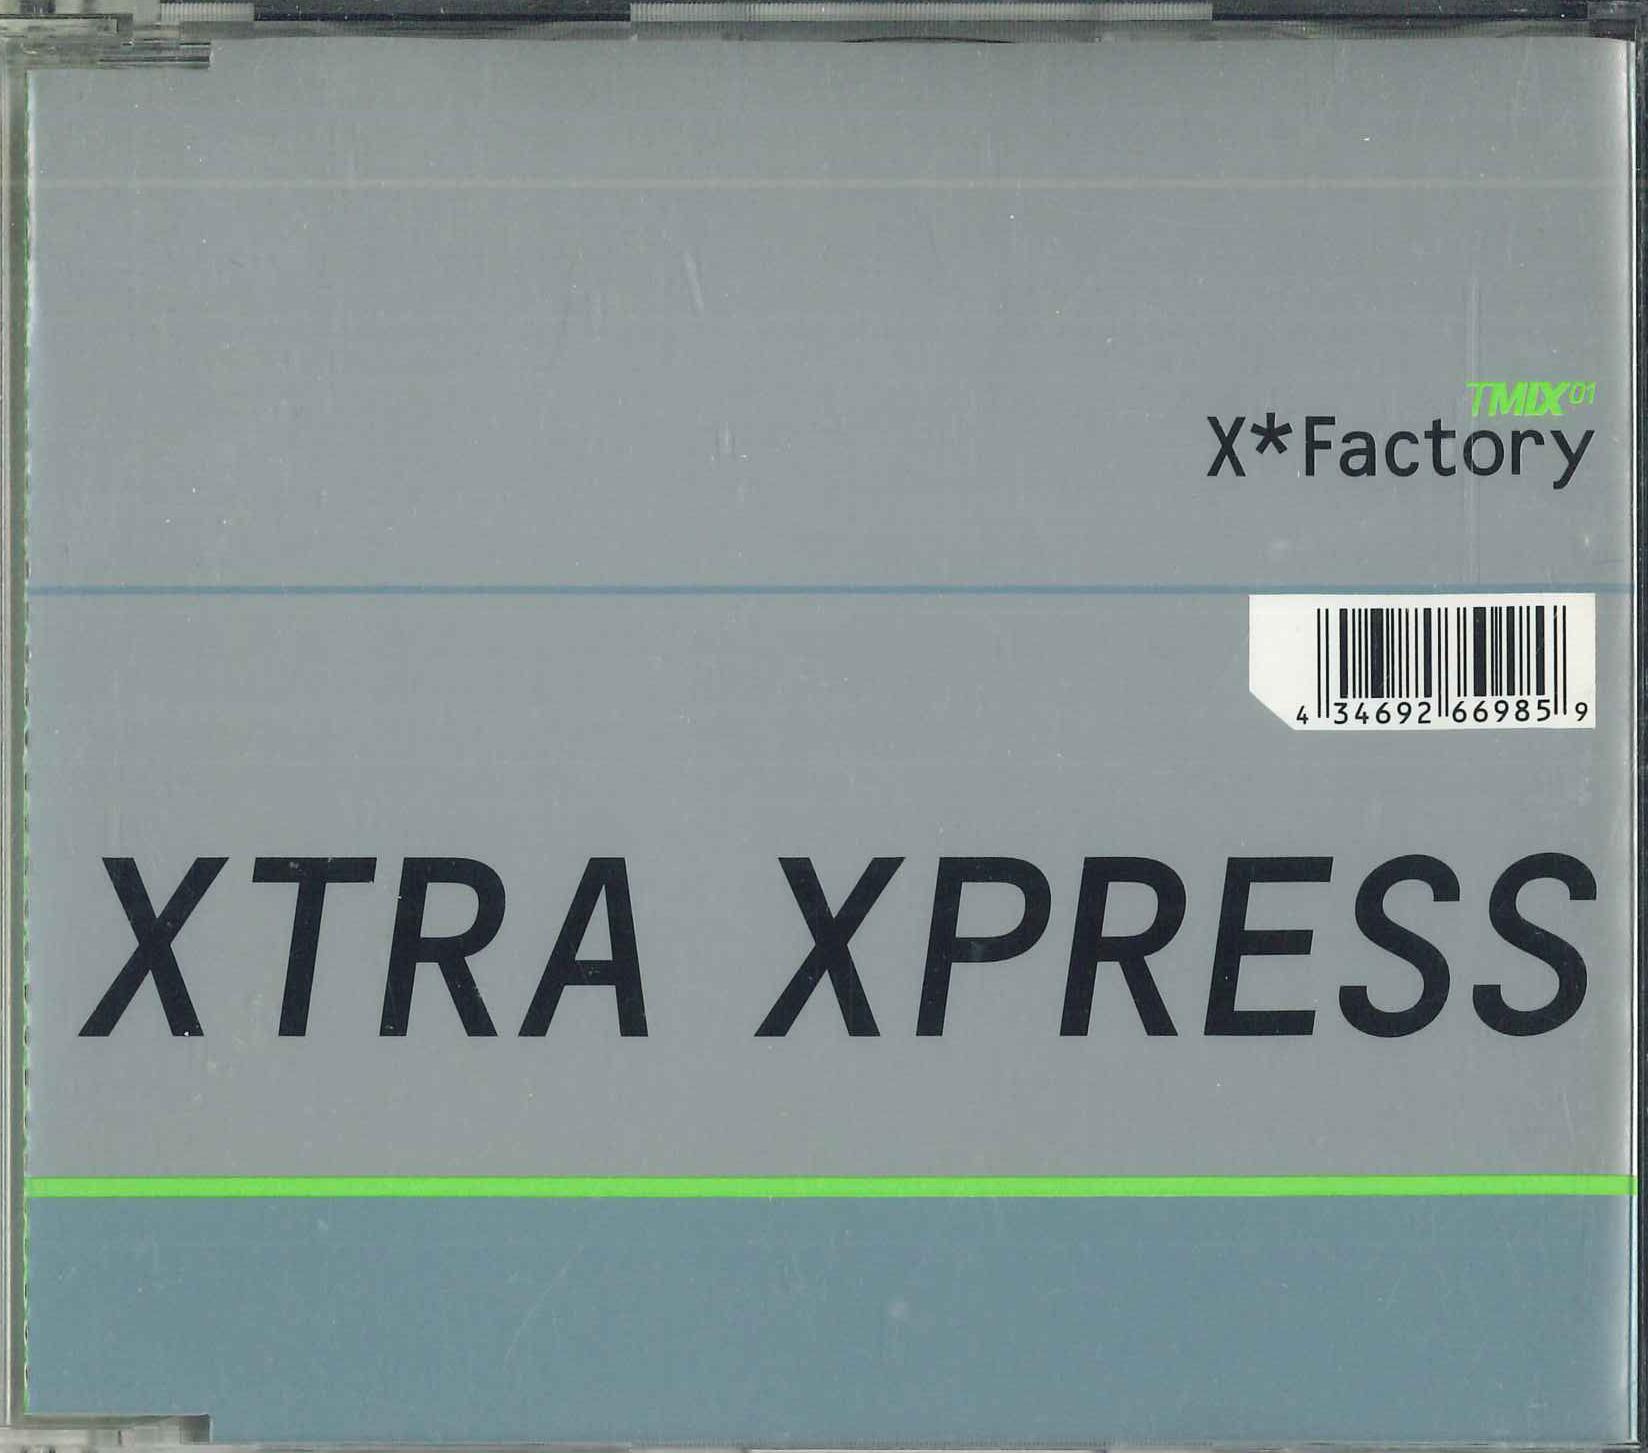 TMIX01
X*Factory
4 34692 66985 9
XTRA XPRESS